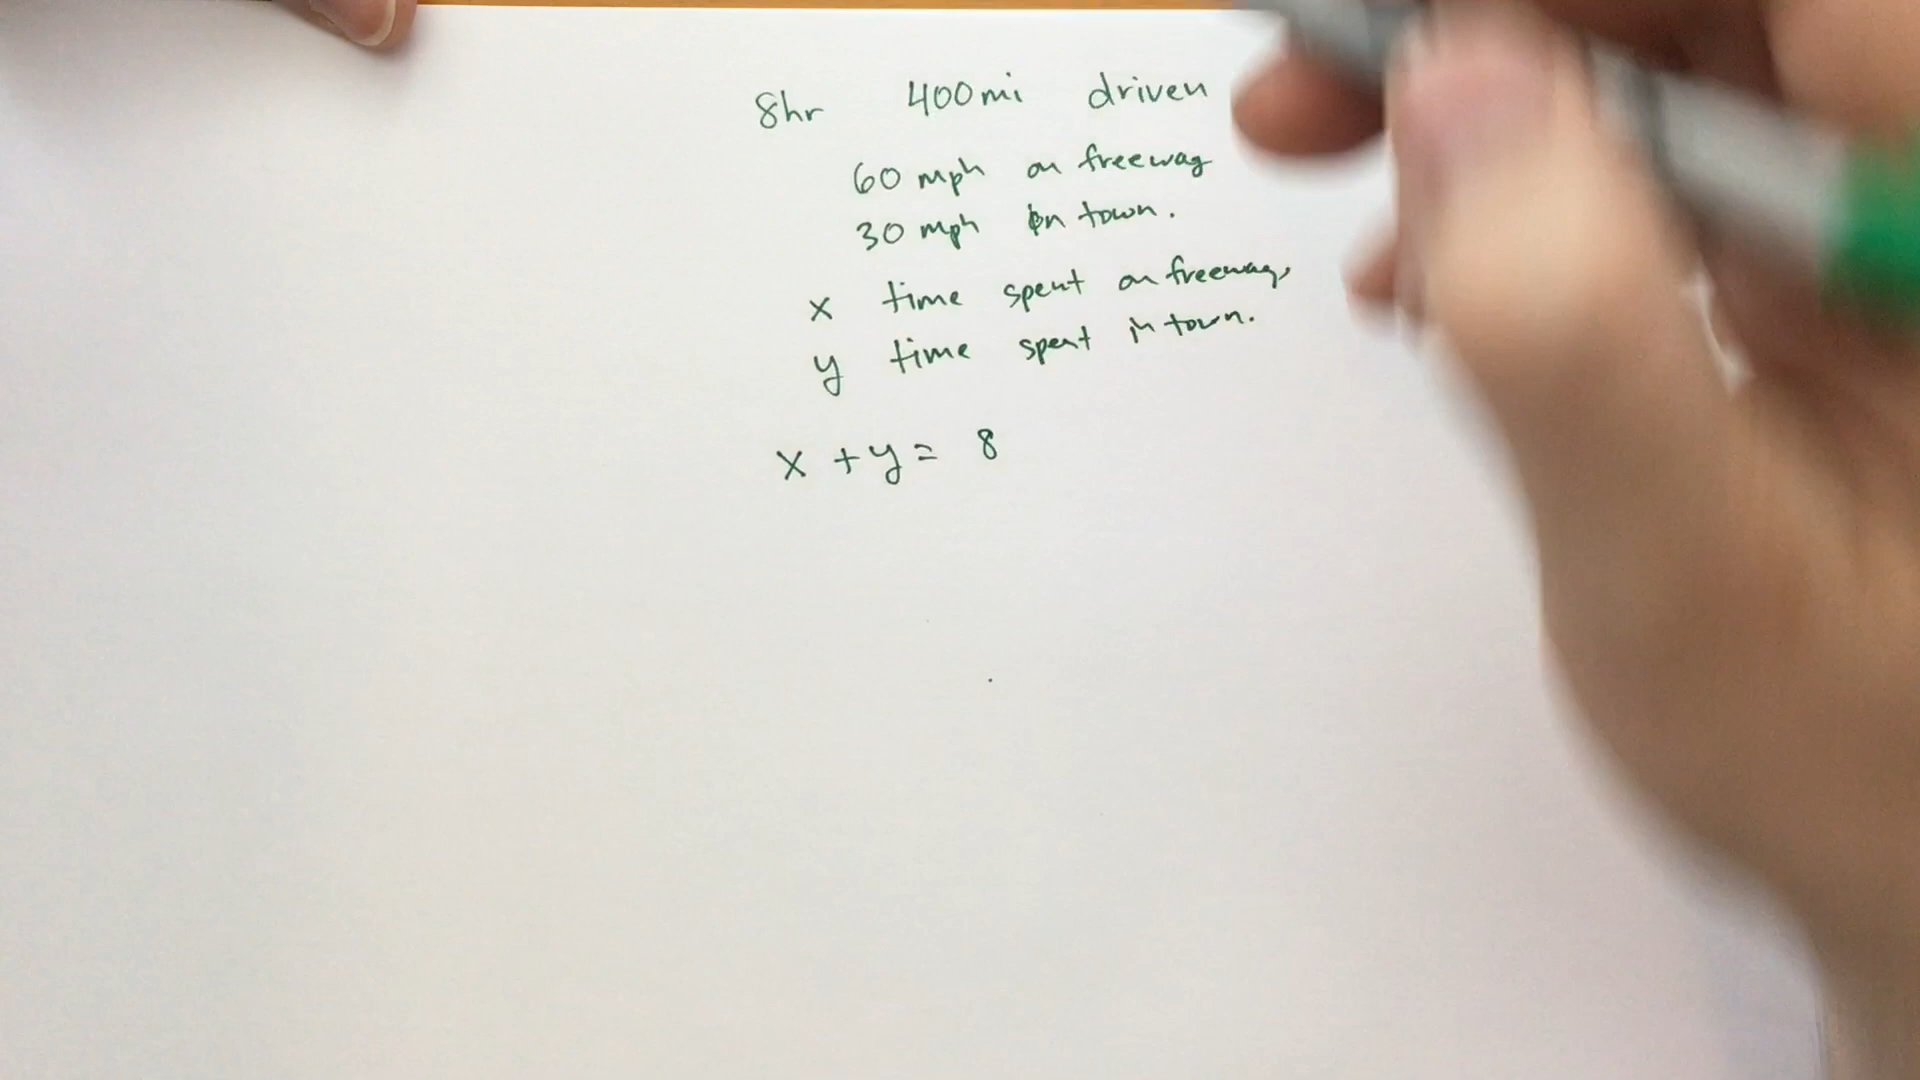 8hr 400mi driven
60 mph on freeway
30 mph in town.
x time spent on freeway,
y time spent in town.
x + y = 8